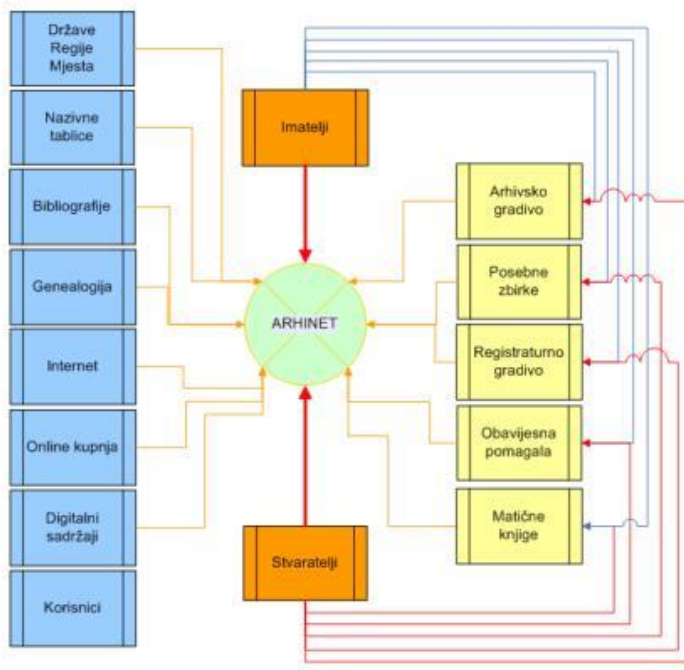 Države
Regije
Mjesta
Nazivne
tablice
Bibliografije
Genealogija
Internet
Online kupnja
Digitalni
sadržaji
Korisnici
Imatelji
ARHINET
Stvaratelji
Arhivsko
gradivo
Posebne
zbirke
Registraturno
gradivo
Obavijesna
pomagala
Matične
knjige